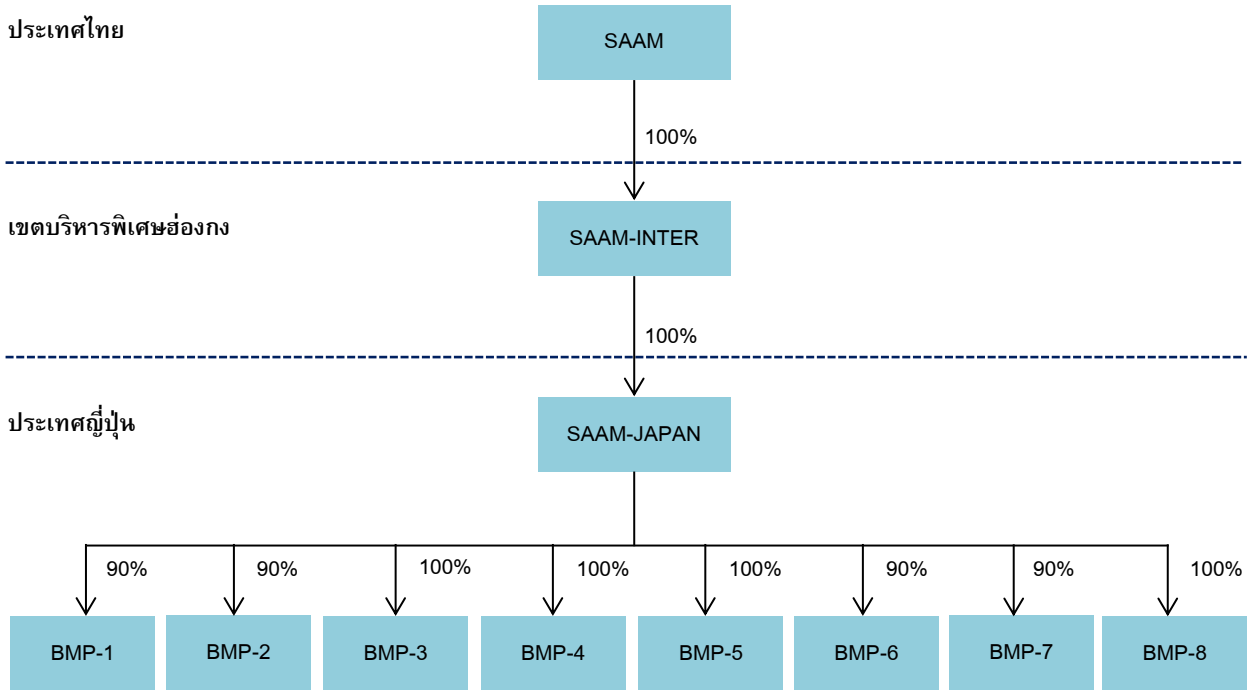 ประเทศไทย
SAAM
100%
เขตบริหารพิเศษฮ่องกง
SAAM-INTER
100%
ประเทศญี่ปุ่น
SAAM-JAPAN
90% 90% 100% 100% 100% 90% 90% 100%
BMP-1 BMP-2 BMP-3 BMP-4 BMP-5 BMP-6 BMP-7 BMP-8